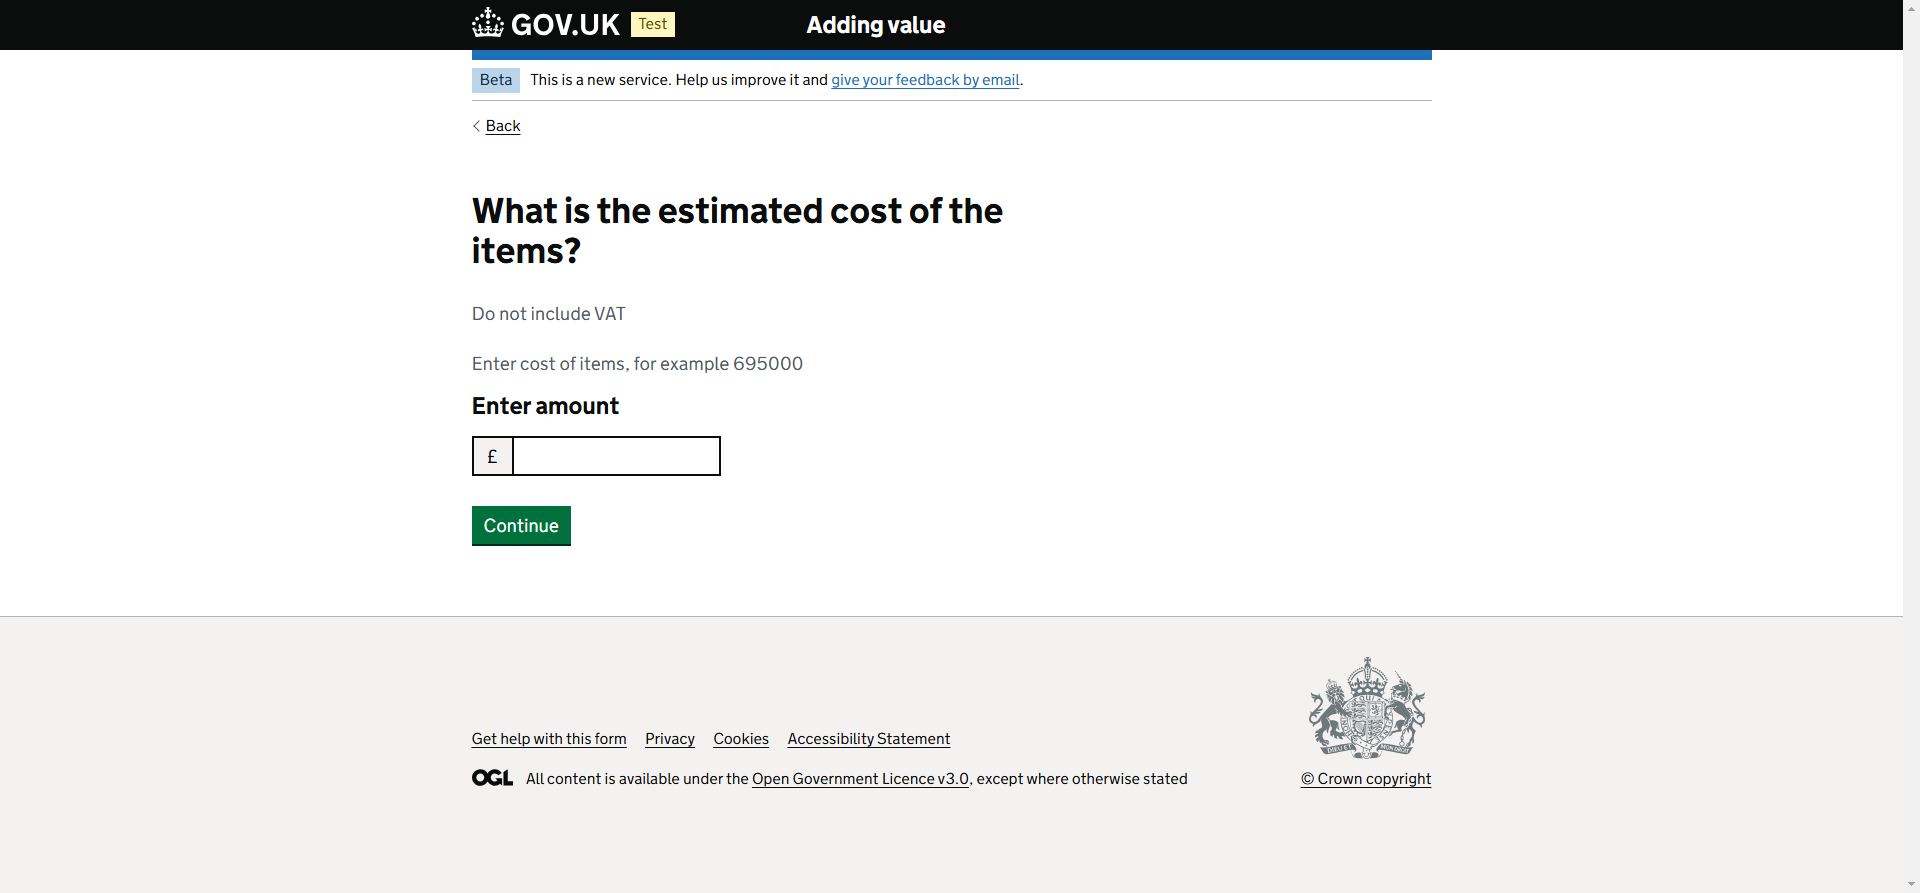 GOV.UK Test Adding value
Beta This is a new service. Help us improve it and give your feedback by email.
Back
What is the estimated cost of the
items?
Do not include VAT
Enter cost of items, for example 695000
Enter amount
£
Continue
Get help with this form Privacy Cookies Accessibility Statement
OGL All content is available under the Open Government Licence v3.0, except where otherwise stated
© Crown copyright